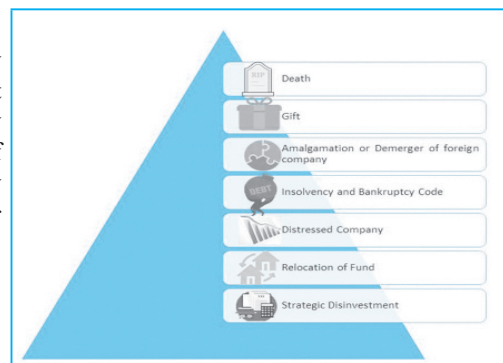 RIP
Death
Gift
Amalgamation or Demerger of foreign
company
DEBT
Insolvency and Bankruptcy Code
Distressed Company
Relocation of Fund
Strategic Disinvestment